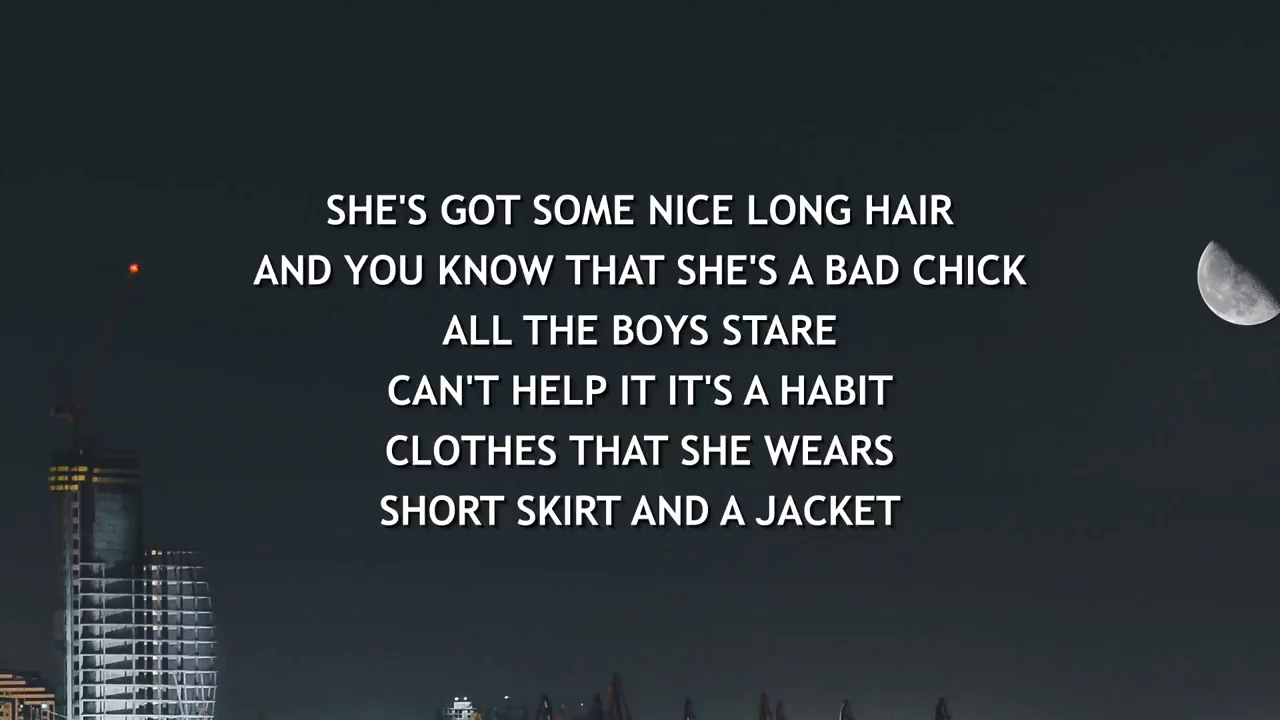 SHE'S GOT SOME NICE LONG HAIR
AND YOU KNOW THAT SHE'S A BAD CHICK
ALL THE BOYS STARE
CAN'T HELP IT IT'S A HABIT
CLOTHES THAT SHE WEARS
SHORT SKIRT AND A JACKET